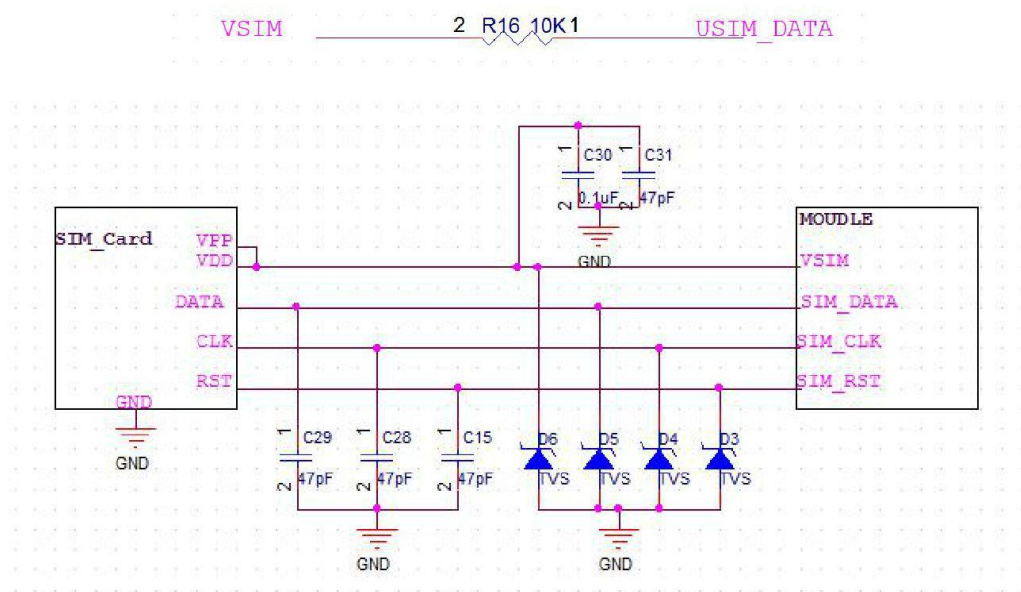 VSIM 2 R16 10K 1 USIM_DATA
1 C30 1 C31
2 0.1uF 2 47pF
GND
SIM_Card VPP
VDD
DATA
CLK
RST
GND
GND
MOUDLE
VSIM
SIM_DATA
SIM_CLK
SIM_RST
1 C29 1 C28 1 C15
2 47pF 2 47pF 2 47pF
GND
D6 D5 D4 D3
TVS TVS TVS TVS
GND